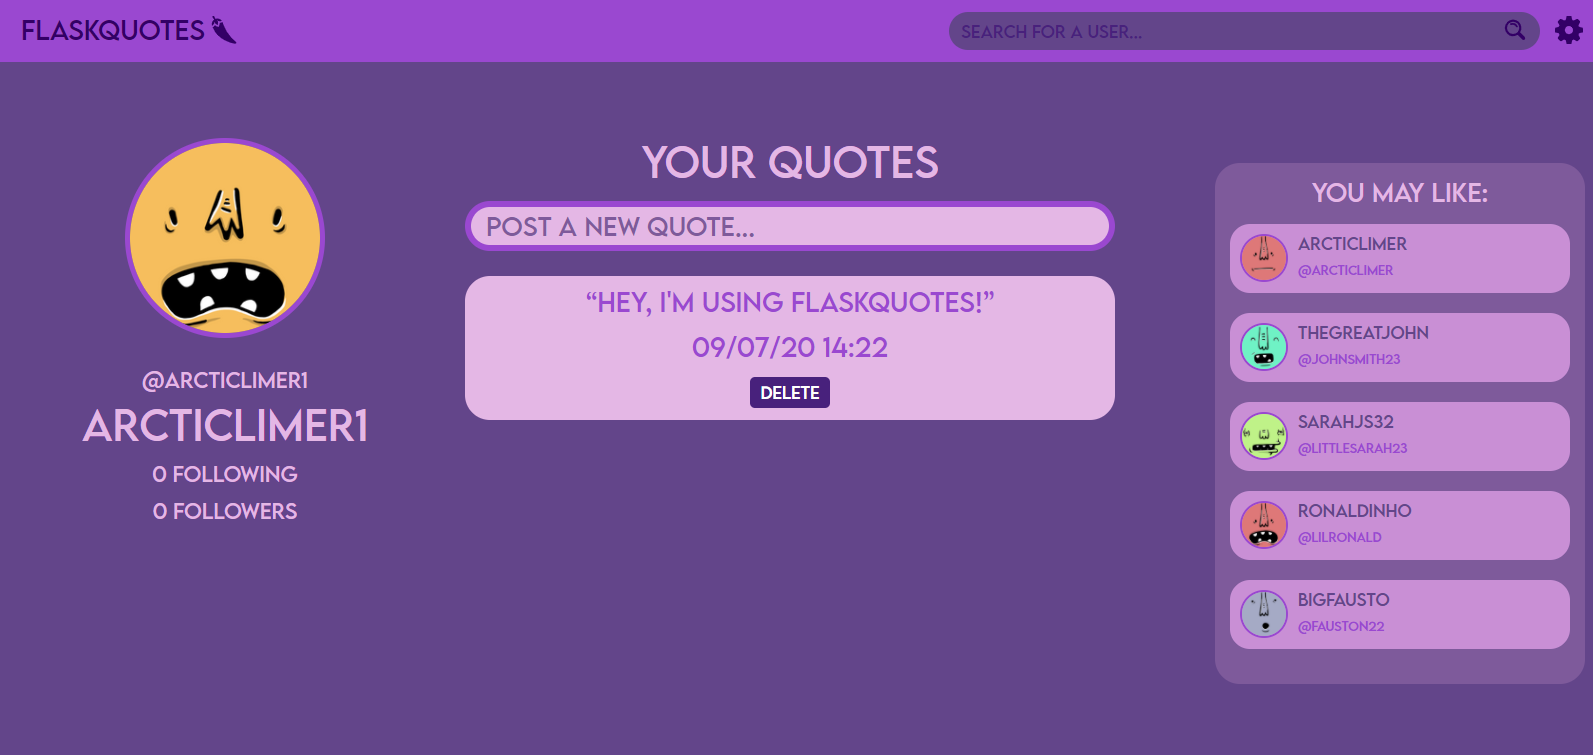 FLASKQUOTES
SEARCH FOR A USER...
@ARCTICLIMER1
ARCTICLIMER1
0 FOLLOWING
0 FOLLOWERS
YOUR QUOTES
POST A NEW QUOTE...
“HEY, I'M USING FLASKQUOTES!”
09/07/20 14:22
DELETE
YOU MAY LIKE:
ARCTICLIMER
@ARCTICLIMER
THEGREATJOHN
@JOHNSMITH23
SARAHJS32
@LITTLESARAH23
RONALDINHO
@LILRONALD
BIGFAUSTO
@FAUSTON22